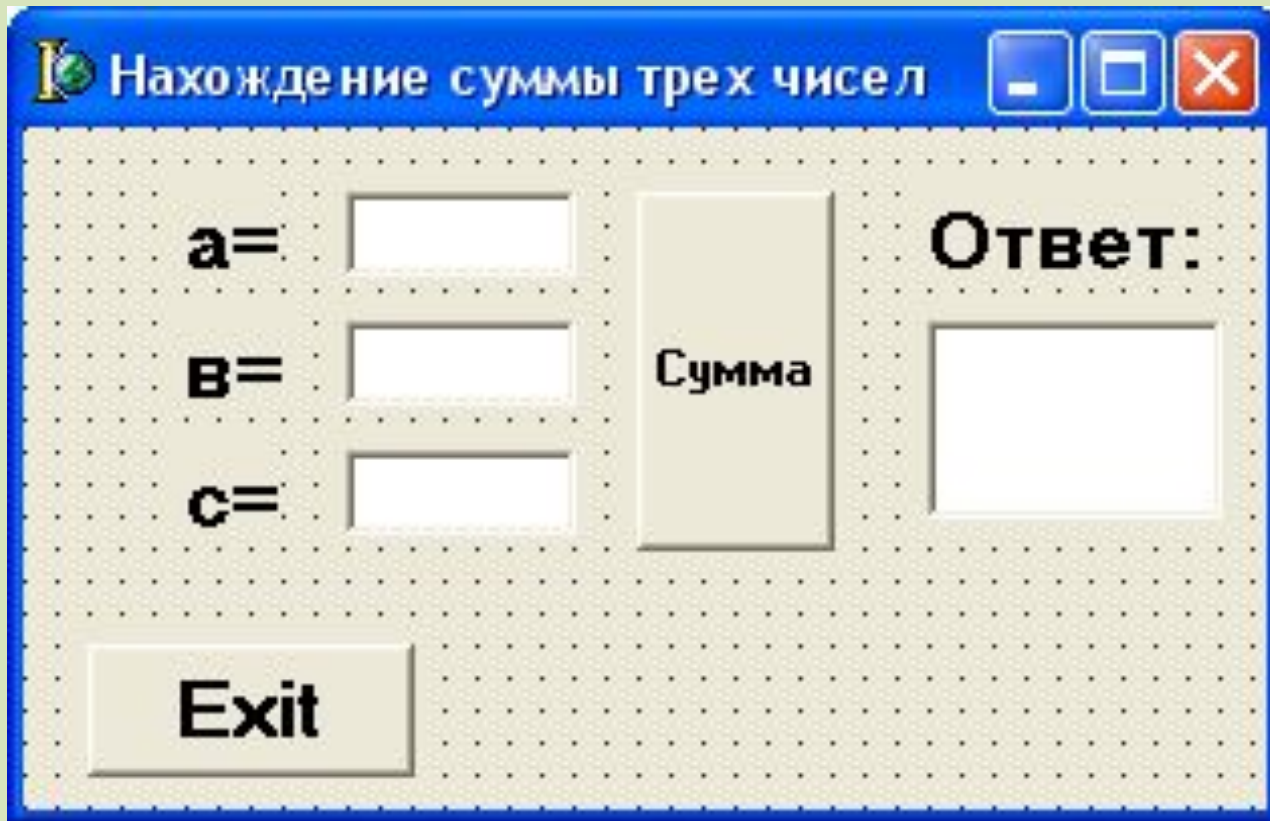 Нахождение суммы трех чисел
а=
Сумма
Ответ:
в=
с=
Exit